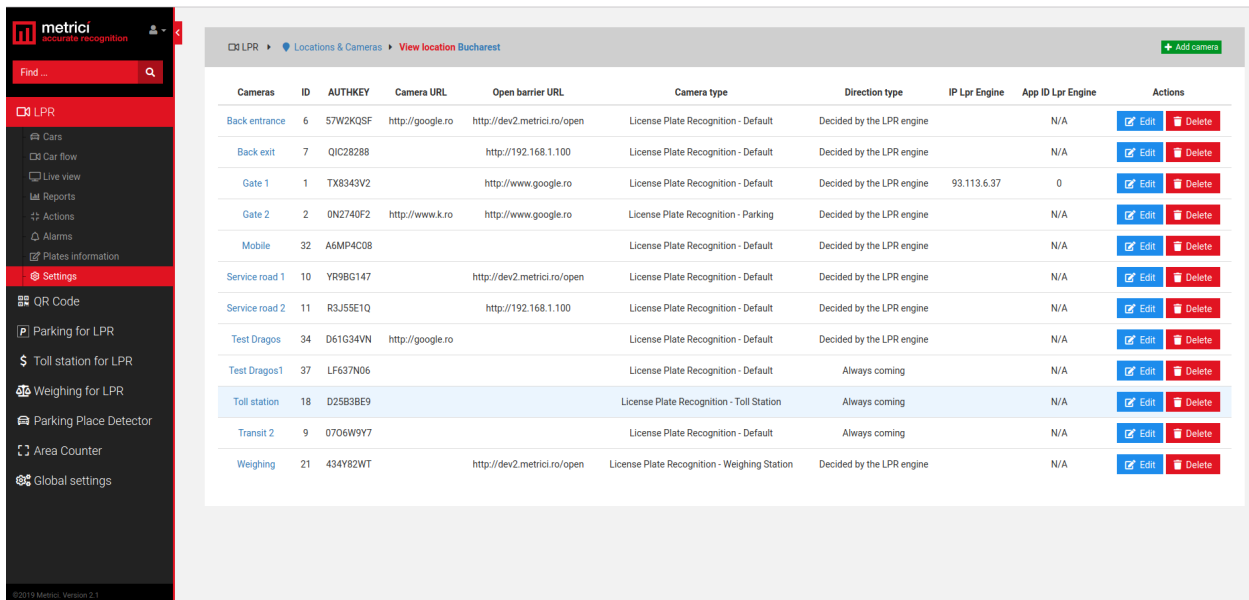 metrici
accurate recognition
Find ...
LPR
Cars
Car flow
Live view
Reports
Actions
Alarms
Plates information
Settings
QR Code
P Parking for LPR
$ Toll station for LPR
Weighing for LPR
Parking Place Detector
Area Counter
Global settings
©2019 Metrici. Version 2.1
LPR Locations & Cameras View location Bucharest
+ Add camera
Cameras ID AUTHKEY Camera URL Open barrier URL Camera type Direction type IP Lpr Engine App ID Lpr Engine Actions
Back entrance 6 57W2KQSF http://google.ro http://dev2.metrici.ro/open License Plate Recognition - Default Decided by the LPR engine N/A Edit Delete
Back exit 7 QIC28288 http://192.168.1.100 License Plate Recognition - Default Decided by the LPR engine N/A Edit Delete
Gate 1 1 TX8343V2 http://www.google.ro License Plate Recognition - Default Decided by the LPR engine 93.113.6.37 0 Edit Delete
Gate 2 2 0N2740F2 http://www.k.ro http://www.google.ro License Plate Recognition - Parking Decided by the LPR engine N/A Edit Delete
Mobile 32 A6MP4C08 License Plate Recognition - Default Decided by the LPR engine N/A Edit Delete
Service road 1 10 YR9BG147 http://dev2.metrici.ro/open License Plate Recognition - Default Decided by the LPR engine N/A Edit Delete
Service road 2 11 R3J55E1Q http://192.168.1.100 License Plate Recognition - Default Decided by the LPR engine N/A Edit Delete
Test Dragos 34 D61G34VN http://google.ro License Plate Recognition - Default Decided by the LPR engine N/A Edit Delete
Test Dragos1 37 LF637N06 License Plate Recognition - Default Always coming N/A Edit Delete
Toll station 18 D25B3BE9 License Plate Recognition - Toll Station Always coming N/A Edit Delete
Transit 2 9 07O6W9Y7 License Plate Recognition - Default Always coming N/A Edit Delete
Weighing 21 434Y82WT http://dev2.metrici.ro/open License Plate Recognition - Weighing Station Decided by the LPR engine N/A Edit Delete